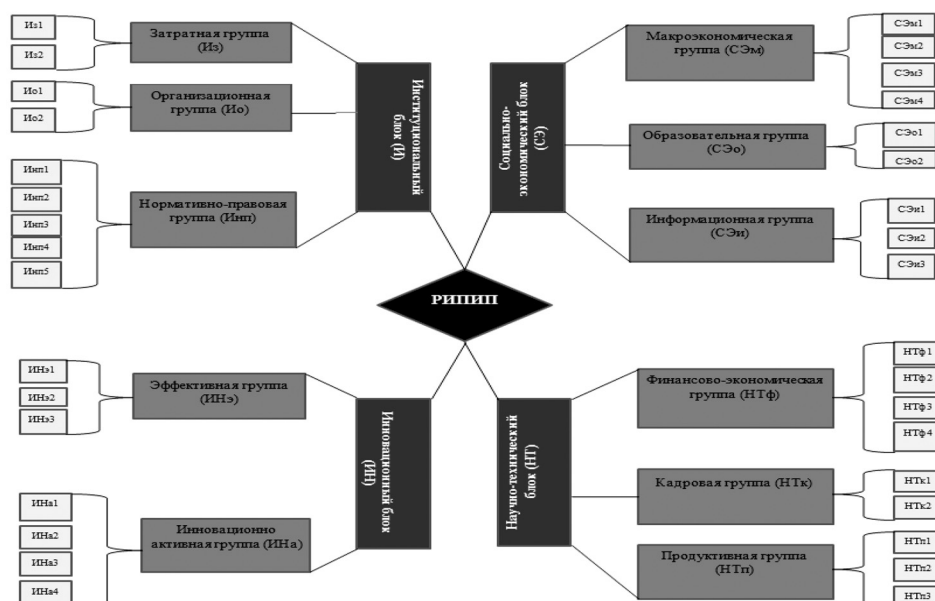 Из1
Из2
Затратная группа (Из)
Ио1
Ио2
Организационная группа (Ио)
Инп1
Инп2
Инп3
Инп4
Инп5
Нормативно-правовая
группа (Инп)
Институциональный
блок (И)
Социально-
экономический блок
(СЭ)
Макроэкономическая
группа (СЭм)
СЭм1
СЭм2
СЭм3
СЭм4
Образовательная группа
(СЭо)
СЭо1
СЭо2
Информационная группа
(СЭи)
СЭи1
СЭи2
СЭи3
РИПИП
ИНэ1
ИНэ2
ИНэ3
Эффективная группа
(ИНэ)
ИНа1
ИНа2
ИНа3
ИНа4
Инновационно
активная группа (ИНа)
Инновационный блок
(ИН)
Научно-технический
блок (НТ)
Финансово-экономическая
группа (НТф)
НТф1
НТф2
НТф3
НТф4
Кадровая группа (НТк)
НТк1
НТк2
Продуктивная группа
(НТп)
НТп1
НТп2
НТп3